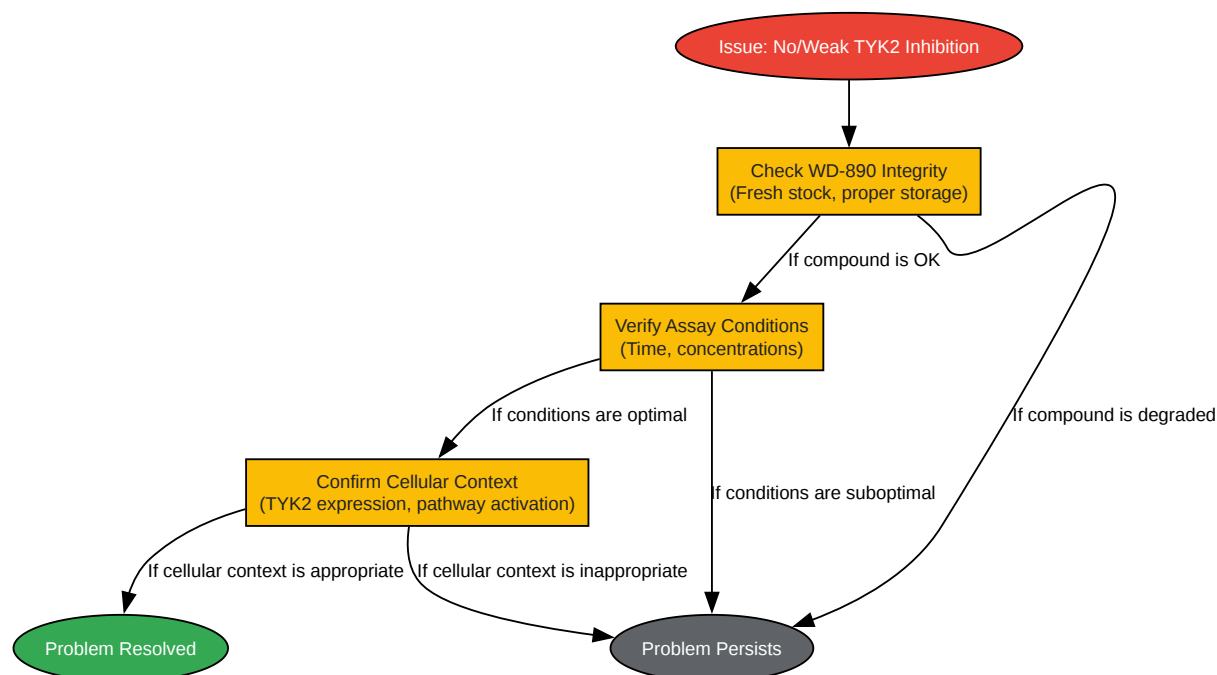 Issue: No/Weak TYK2 Inhibition
Check WD-890 Integrity
(Fresh stock, proper storage)
If compound is OK
Verify Assay Conditions
(Time, concentrations)
If conditions are optimal
If compound is degraded
Confirm Cellular Context
(TYK2 expression, pathway activation)
If conditions are suboptimal
If cellular context is appropriate
If cellular context is inappropriate
Problem Resolved
Problem Persists